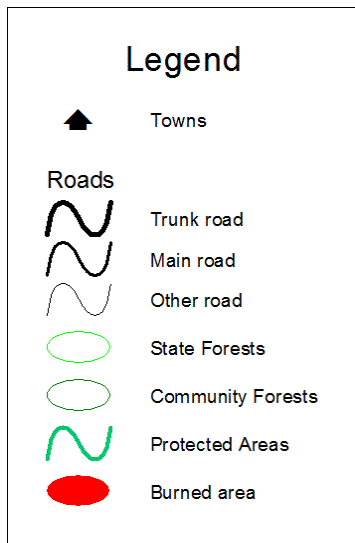 Legend
Towns
Roads
Trunk road
Main road
Other road
State Forests
Community Forests
Protected Areas
Burned area